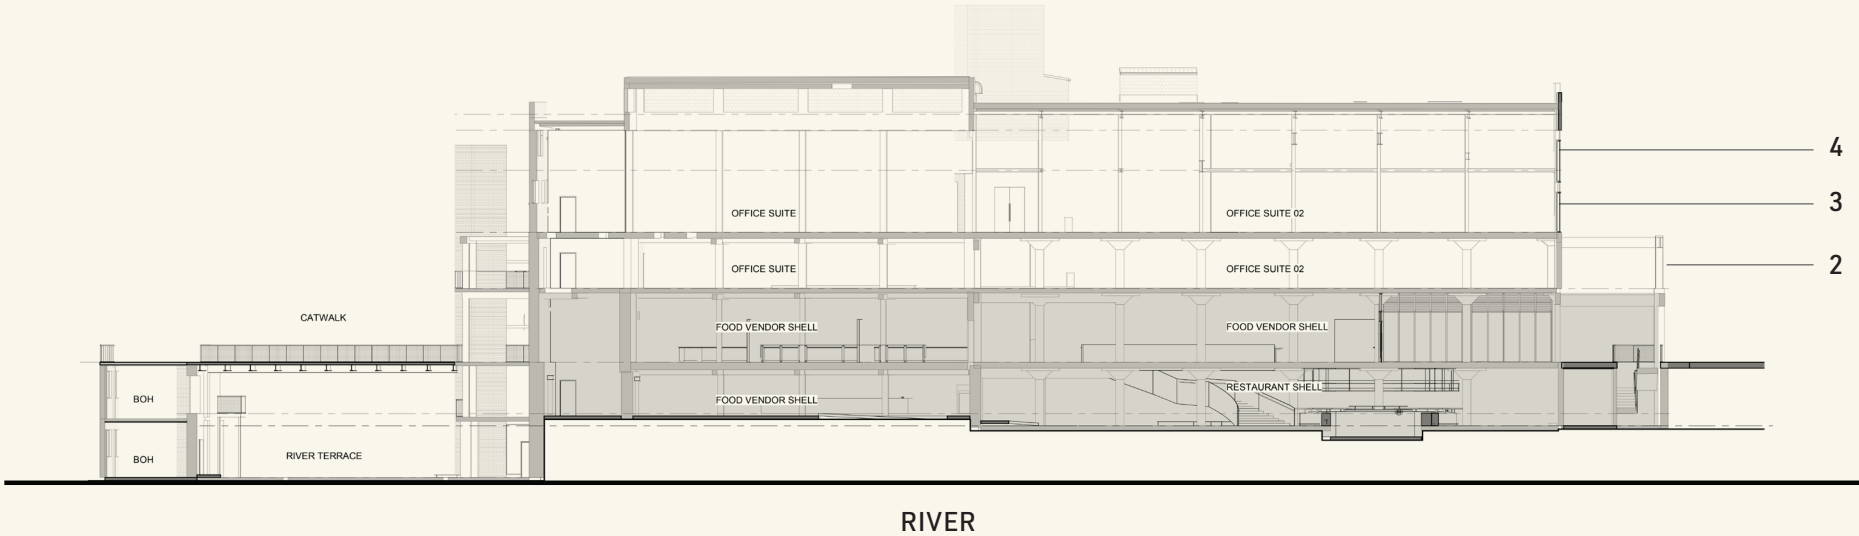 4
OFFICE SUITE
OFFICE SUITE 02
3
OFFICE SUITE
OFFICE SUITE 02
2
CATWALK
FOOD VENDOR SHELL
FOOD VENDOR SHELL
RESTAURANT SHELL
BOH
FOOD VENDOR SHELL
BOH
RIVER TERRACE
RIVER